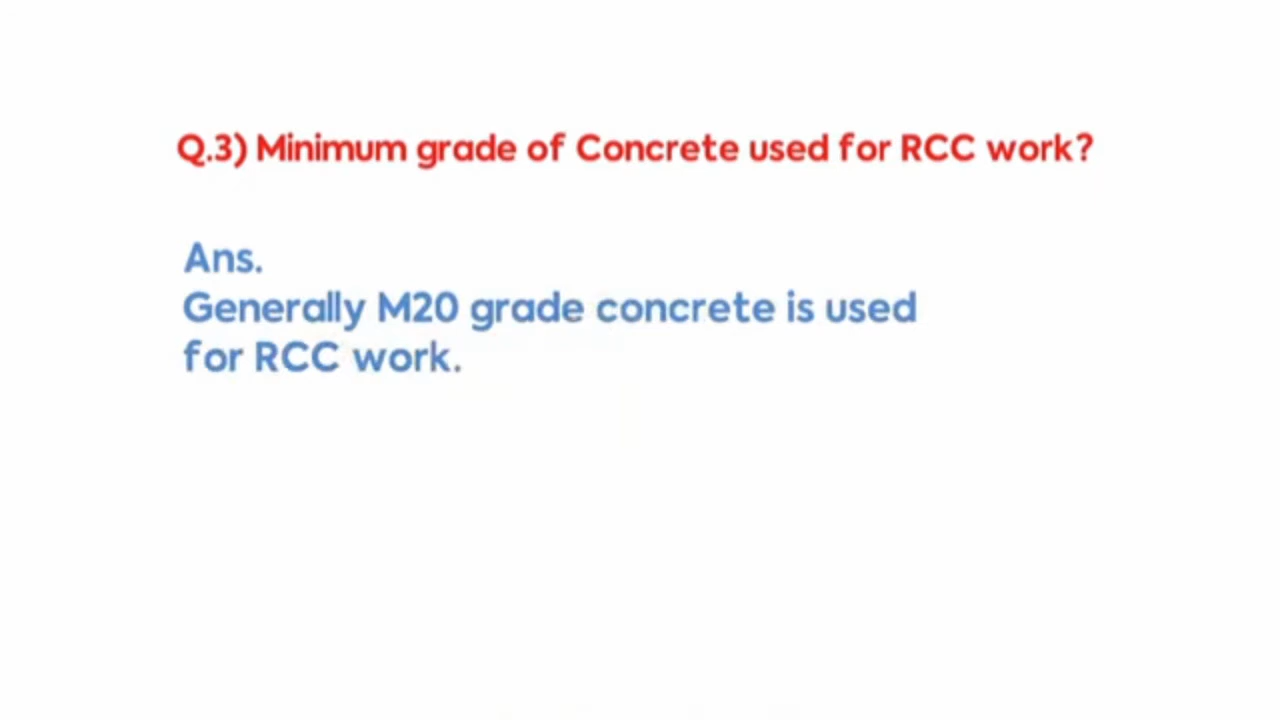 Q.3) Minimum grade of Concrete used for RCC work?
Ans.
Generally M20 grade concrete is used
for RCC work.